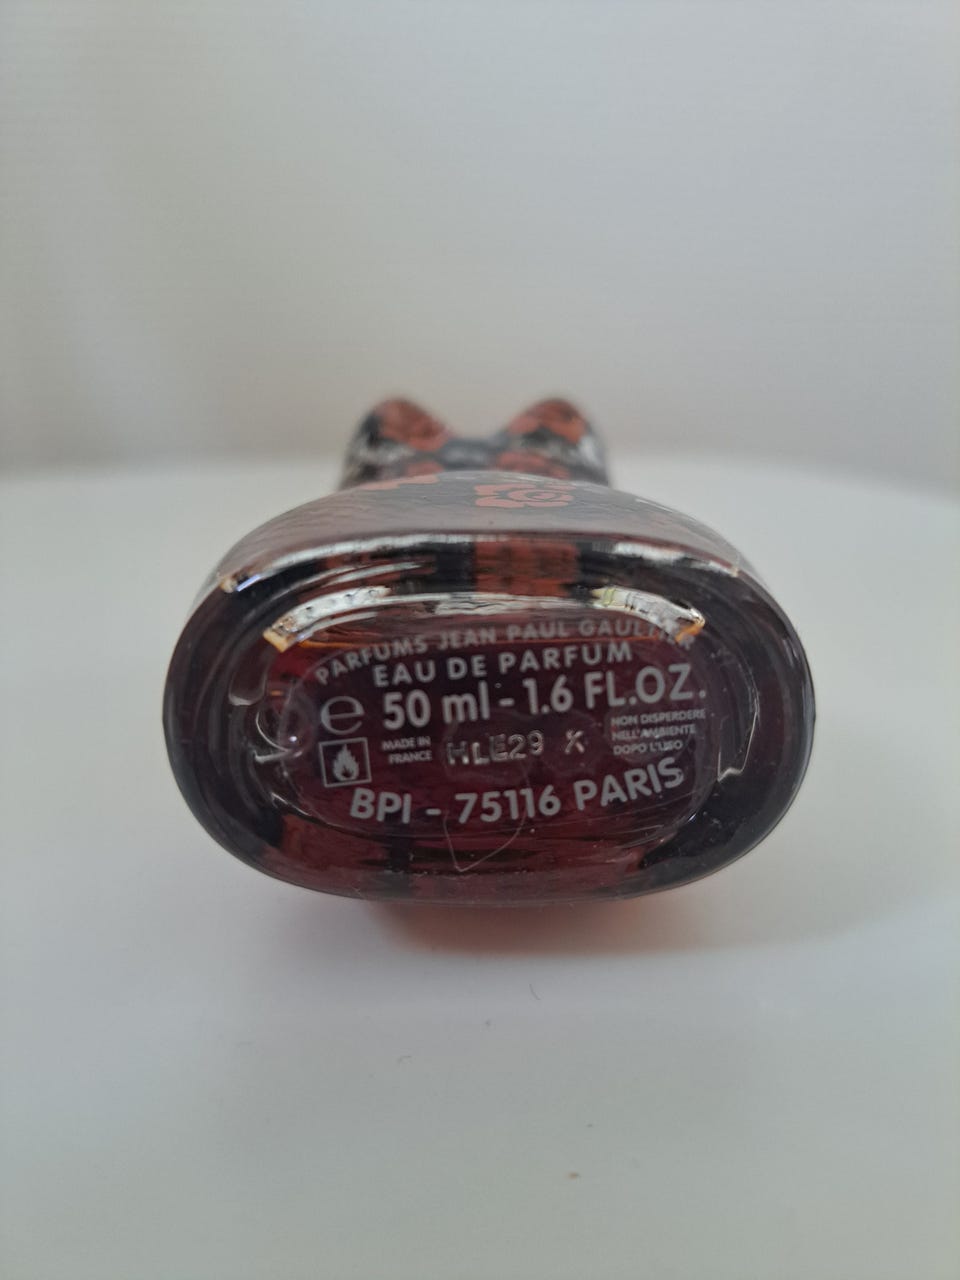 PARFUMS JEAN PAUL GAULTIER
EAU DE PARFUM
e 50 ml - 1.6 FL.OZ.
MADE IN
FRANCE
HLE29 X
NON DISPERDERE
NELL'AMBIENTE
DOPO L'USO
BPI - 75116 PARIS